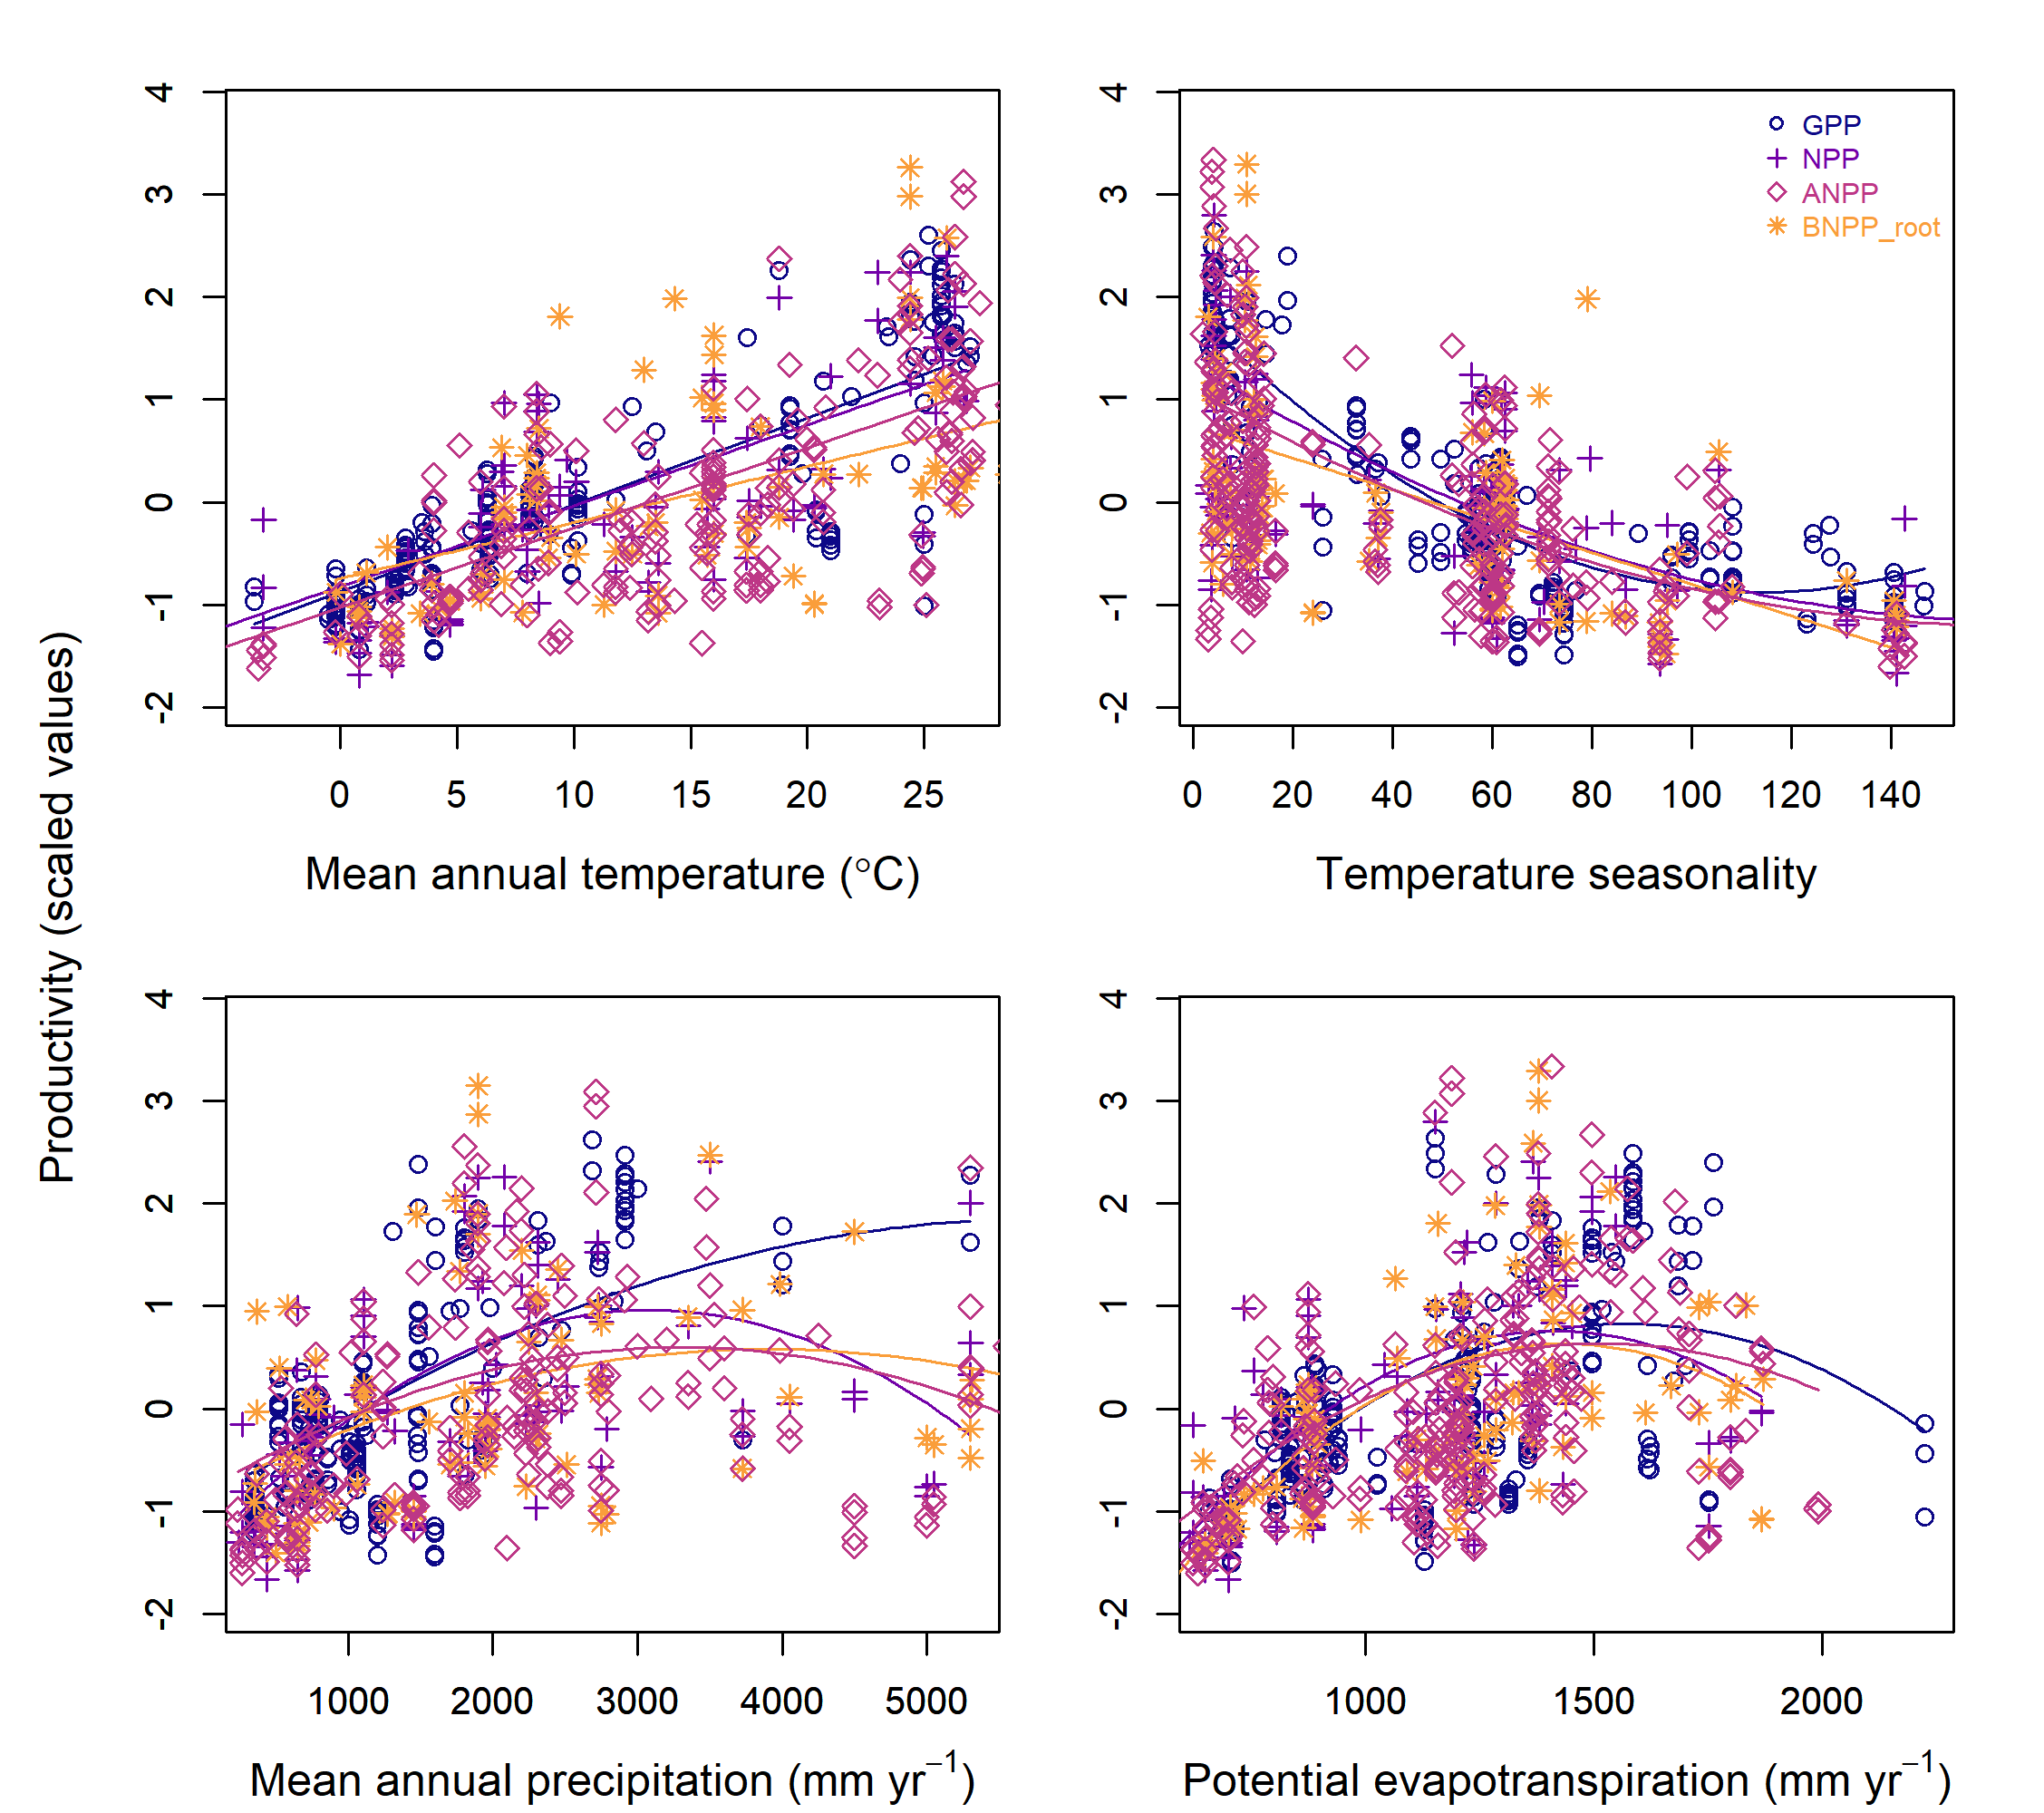 Productivity (scaled values)
4
3
2
1
0
-1
-2
0 5 10 15 20 25
Mean annual temperature (°C)
4
3
2
1
0
-1
-2
GPP
NPP
ANPP
BNPP_root
0 20 40 60 80 100 120 140
Temperature seasonality
4
3
2
1
0
-1
-2
1000 2000 3000 4000 5000
Mean annual precipitation (mm yr⁻¹)
4
3
2
1
0
-1
-2
1000 1500 2000
Potential evapotranspiration (mm yr⁻¹)